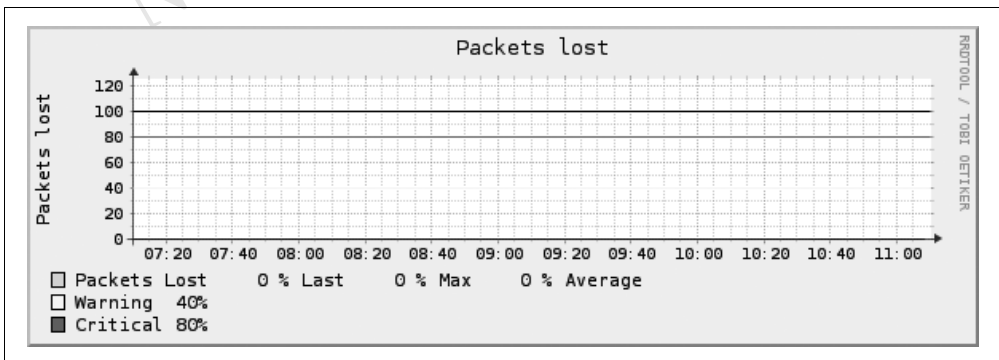 Packets lost
RRDTOOL / TOBI OETIKER
Packets lost
120
100
80
60
40
20
0
07:20 07:40 08:00 08:20 08:40 09:00 09:20 09:40 10:00 10:20 10:40 11:00
Packets Lost 0 % Last 0 % Max 0 % Average
Warning 40%
Critical 80%